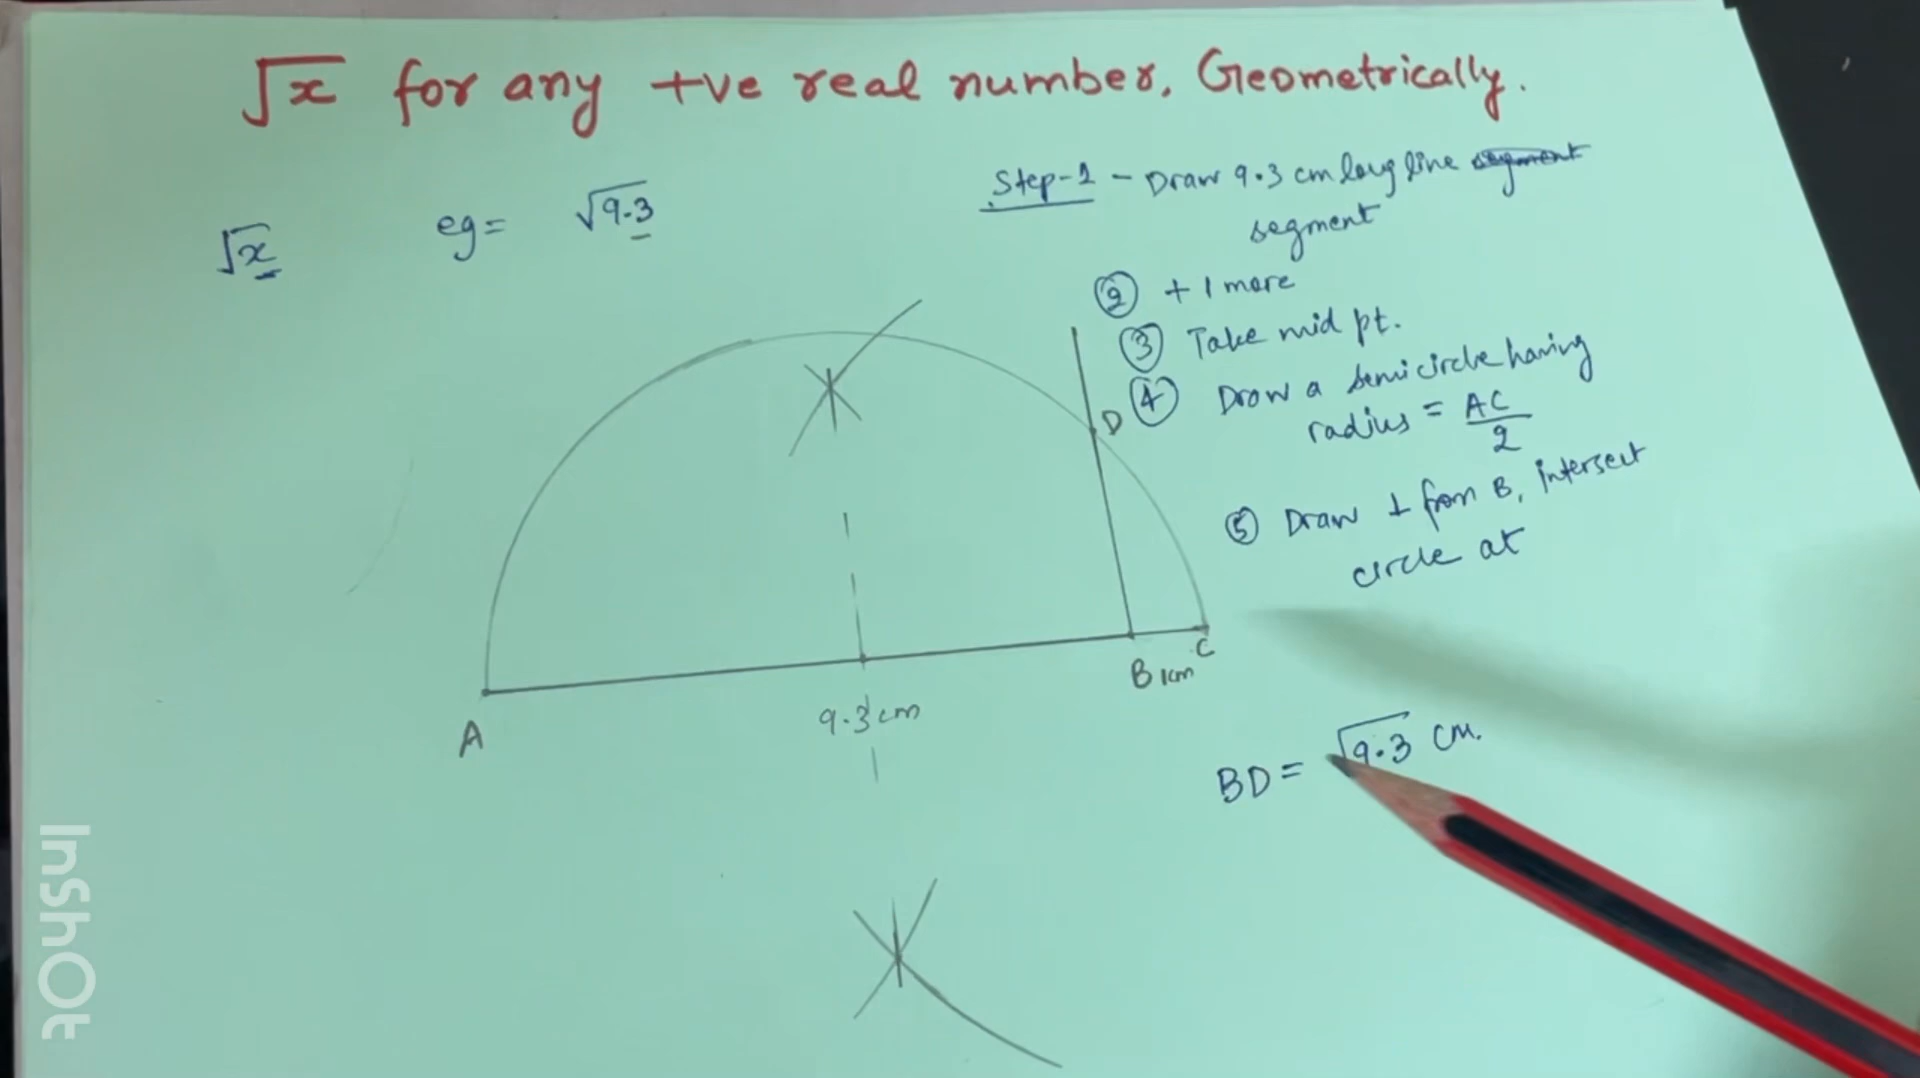 √x for any +ve real number. Geometrically.
√x eg= √9.3
Step-1 - Draw 9.3 cm long line segment
segment
② + 1 more
③ Take mid pt.
④ Draw a semicircle having
radius = AC/2
⑤ Draw ⊥ from B, intersect
circle at
D
A
B 1cm C
9.3 cm
BD = √9.3 cm.
InShOt